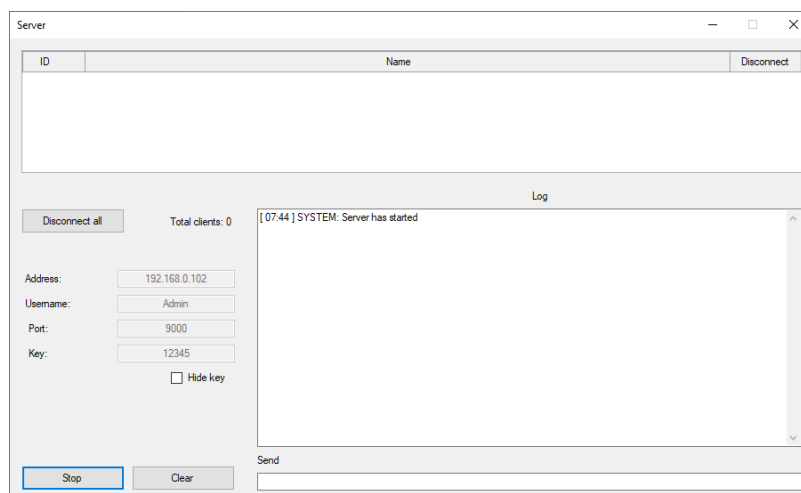 Server
ID Name Disconnect
Log
Disconnect all Total clients: 0
[ 07:44 ] SYSTEM: Server has started
Address: 192.168.0.102
Username: Admin
Port: 9000
Key: 12345
Hide key
Send
Stop Clear